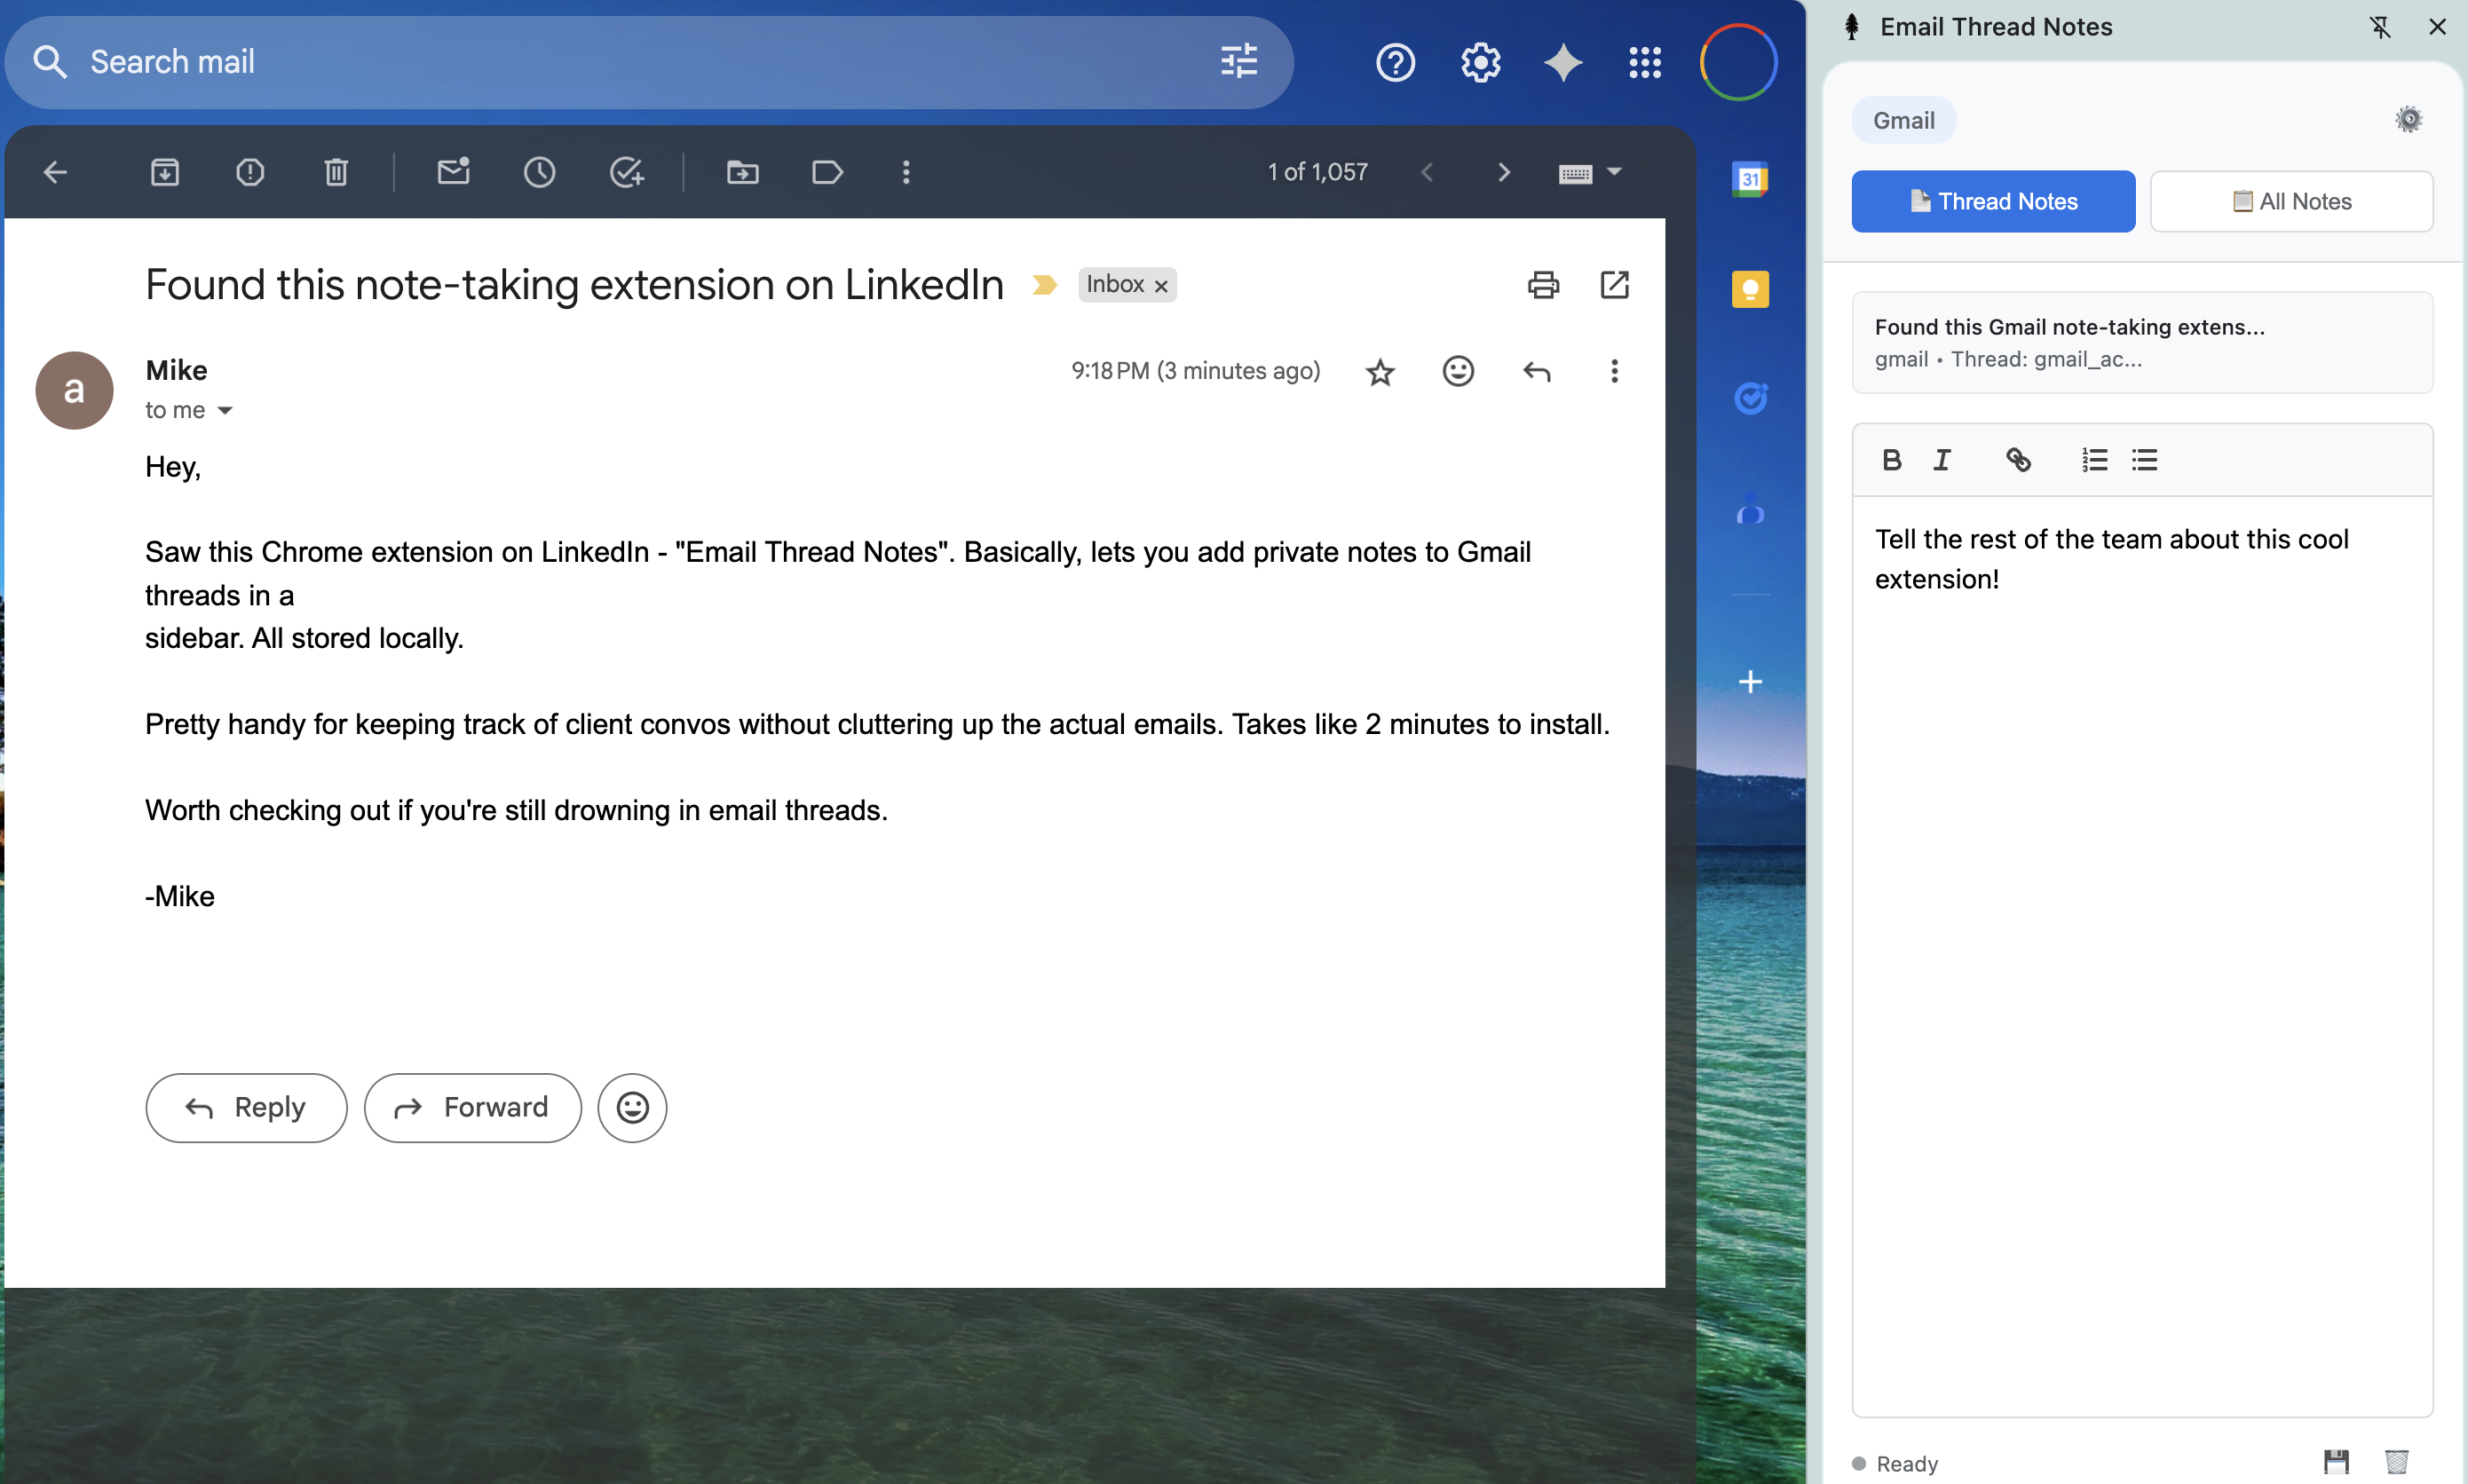 Search mail
1 of 1,057
Found this note-taking extension on LinkedIn
Inbox ×
a
Mike
9:18 PM (3 minutes ago)
to me
Hey,
Saw this Chrome extension on LinkedIn - "Email Thread Notes". Basically, lets you add private notes to Gmail
threads in a
sidebar. All stored locally.
Pretty handy for keeping track of client convos without cluttering up the actual emails. Takes like 2 minutes to install.
Worth checking out if you're still drowning in email threads.
-Mike
Reply
Forward
31
Email Thread Notes
Gmail
Thread Notes
All Notes
Found this Gmail note-taking extens...
gmail • Thread: gmail_ac...
B I
Tell the rest of the team about this cool
extension!
Ready